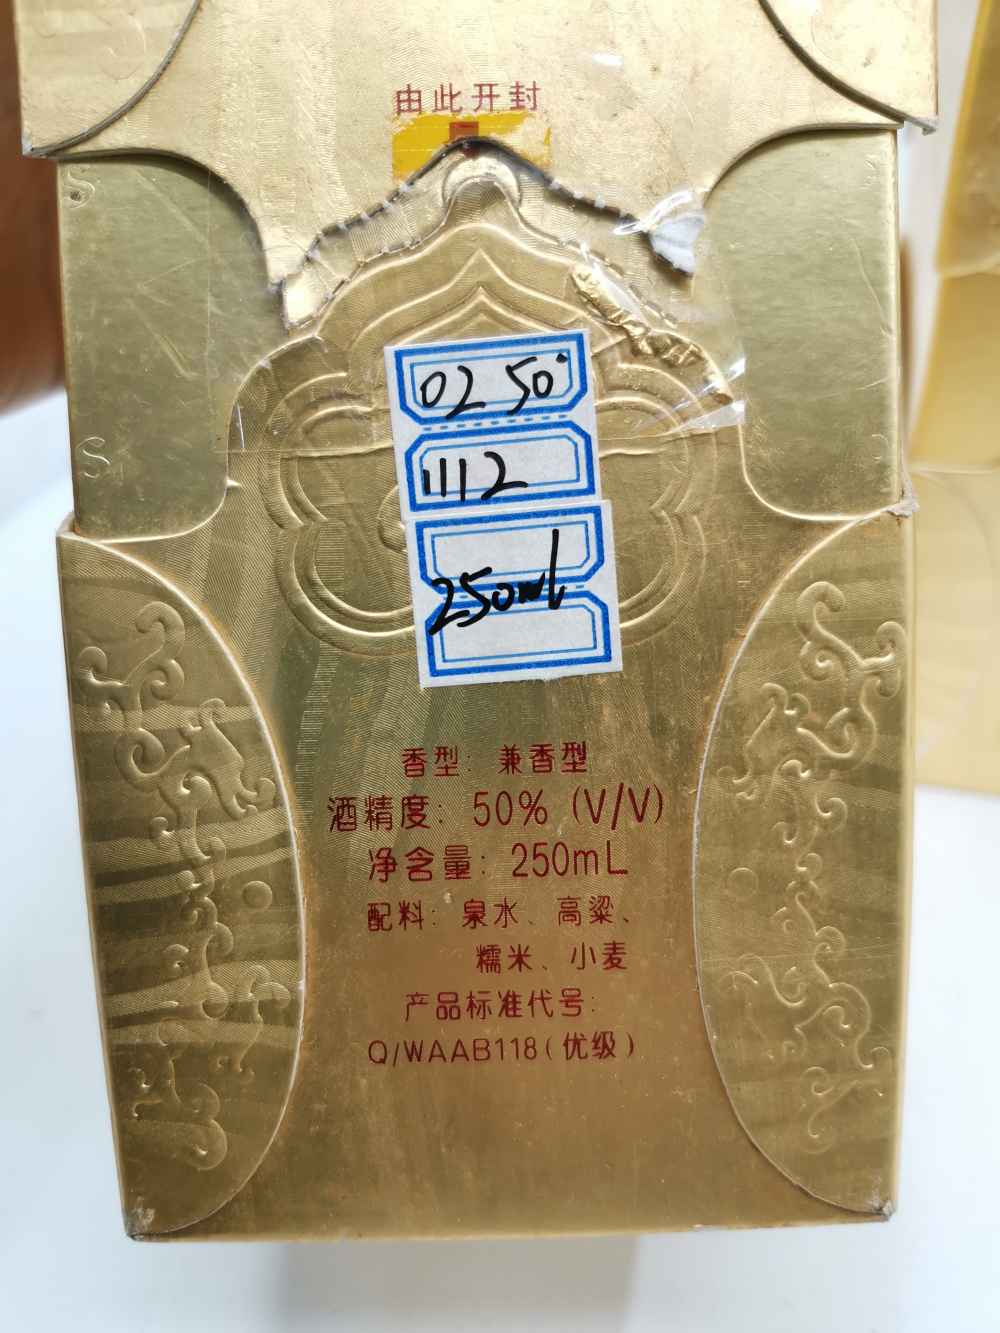 由此开封
02 50°
1112
250ml
香型: 兼香型
酒精度: 50% (V/V)
净含量: 250mL
配料: 泉水、高粱、
糯米、小麦
产品标准代号:
Q/WAAB118(优级)